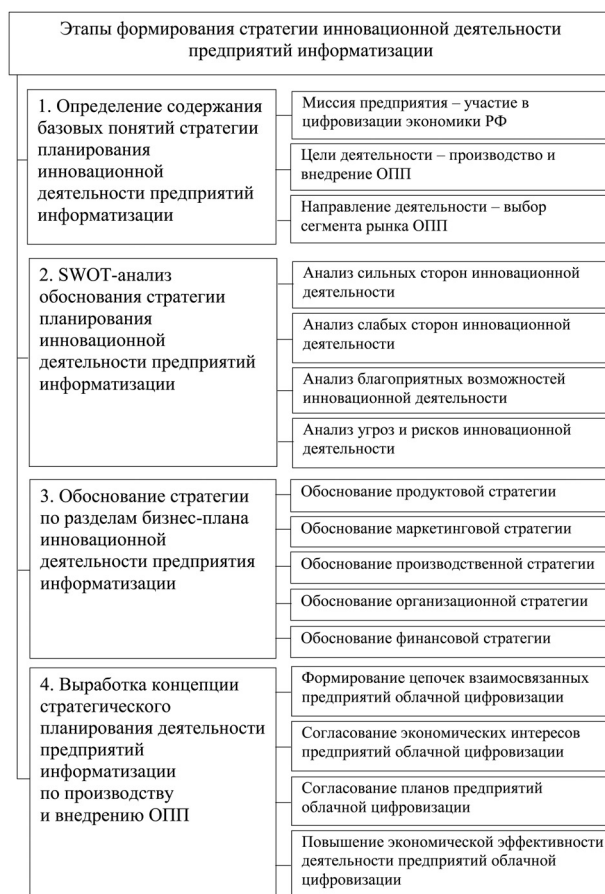 Этапы формирования стратегии инновационной деятельности
предприятий информатизации
1. Определение содержания
базовых понятий стратегии
планирования
инновационной
деятельности предприятий
информатизации
Миссия предприятия – участие в
цифровизации экономики РФ
Цели деятельности – производство и
внедрение ОПП
Направление деятельности – выбор
сегмента рынка ОПП
2. SWOT-анализ
обоснования стратегии
планирования
инновационной
деятельности предприятий
информатизации
Анализ сильных сторон инновационной
деятельности
Анализ слабых сторон инновационной
деятельности
Анализ благоприятных возможностей
инновационной деятельности
Анализ угроз и рисков инновационной
деятельности
3. Обоснование стратегии
по разделам бизнес-плана
инновационной
деятельности предприятия
информатизации
Обоснование продуктовой стратегии
Обоснование маркетинговой стратегии
Обоснование производственной стратегии
Обоснование организационной стратегии
Обоснование финансовой стратегии
4. Выработка концепции
стратегического
планирования деятельности
предприятий
информатизации
по производству
и внедрению ОПП
Формирование цепочек взаимосвязанных
предприятий облачной цифровизации
Согласование экономических интересов
предприятий облачной цифровизации
Согласование планов предприятий
облачной цифровизации
Повышение экономической эффективности
деятельности предприятий облачной
цифровизации